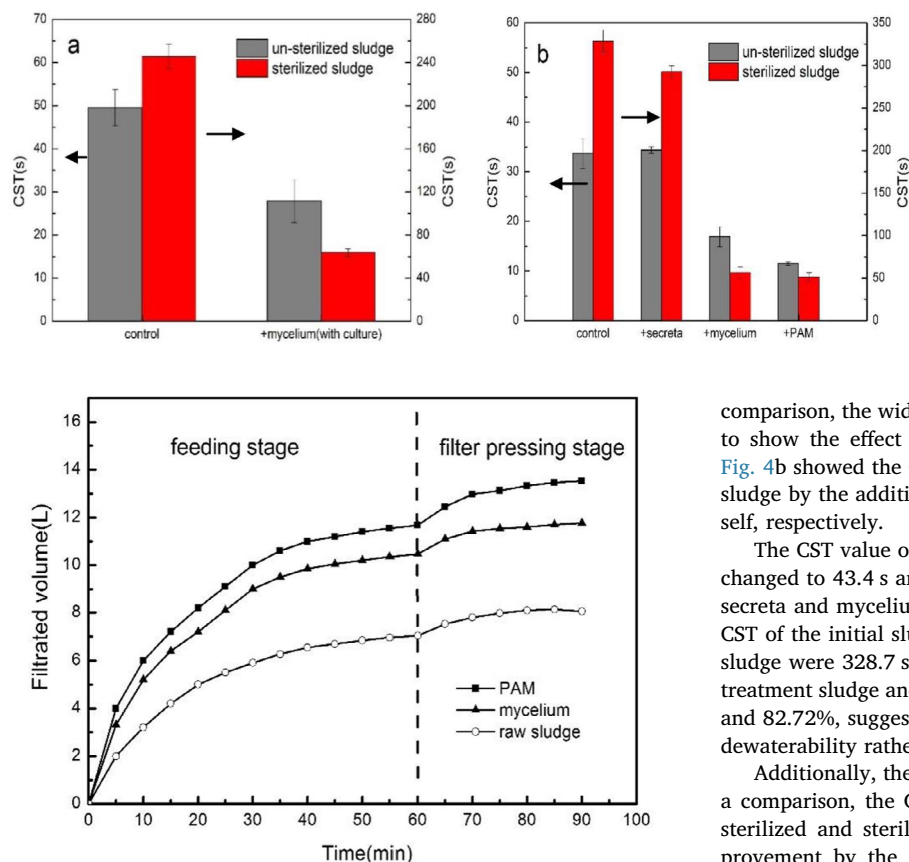 a
un-sterilized sludge
sterilized sludge
CST(s)
70
60
50
40
30
20
10
0
CST(s)
280
240
200
160
120
80
40
0
control
+mycelium(with culture)
b
un-sterilized sludge
sterilized sludge
CST(s)
60
50
40
30
20
10
0
CST(s)
350
300
250
200
150
100
50
0
control
+secreta
+mycelium
+PAM
feeding stage
filter pressing stage
Filtrated volume(L)
16
14
12
10
8
6
4
2
0
PAM
mycelium
raw sludge
0
10
20
30
40
50
60
70
80
90
100
Time(min)
comparison, the wid
to show the effect
Fig. 4b showed the
sludge by the additi
self, respectively.
The CST value o
changed to 43.4 s an
secreta and myceliu
CST of the initial slu
sludge were 328.7 s
treatment sludge an
and 82.72%, sugges
dewaterability rathe
Additionally, the
a comparison, the C
sterilized and steril
provement by the